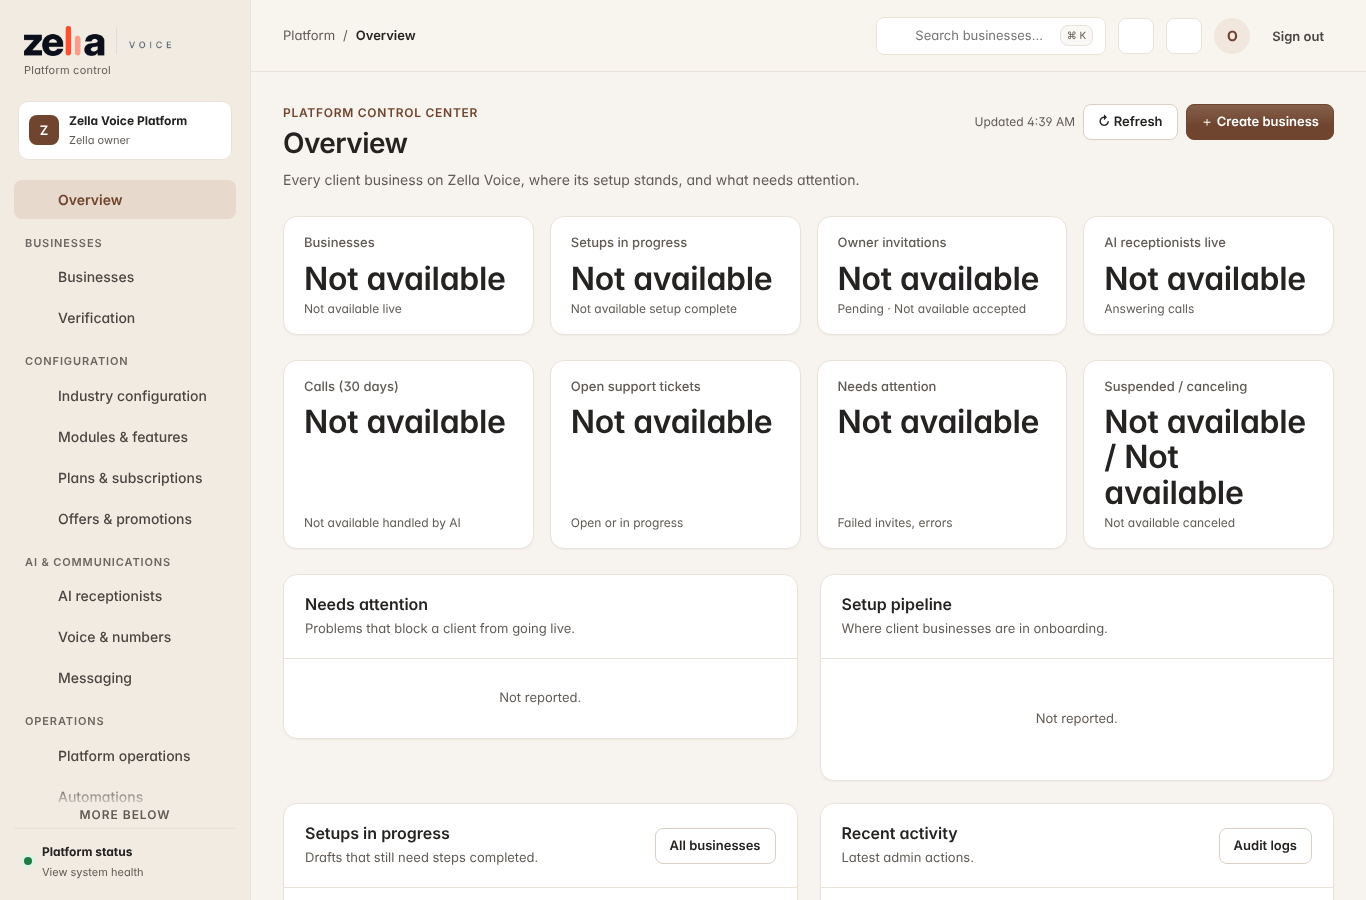 zella VOICE
Platform control
Z
Zella Voice Platform
Zella owner
Overview
BUSINESSES
Businesses
Verification
CONFIGURATION
Industry configuration
Modules & features
Plans & subscriptions
Offers & promotions
AI & COMMUNICATIONS
AI receptionists
Voice & numbers
Messaging
OPERATIONS
Platform operations
Automations
MORE BELOW
Platform status
View system health
Platform / Overview
Search businesses... ⌘ K
O
Sign out
PLATFORM CONTROL CENTER
Overview
Every client business on Zella Voice, where its setup stands, and what needs attention.
Updated 4:39 AM
↻ Refresh
+ Create business
Businesses
Not available
Not available live
Setups in progress
Not available
Not available setup complete
Owner invitations
Not available
Pending · Not available accepted
AI receptionists live
Not available
Answering calls
Calls (30 days)
Not available
Not available handled by AI
Open support tickets
Not available
Open or in progress
Needs attention
Not available
Failed invites, errors
Suspended / canceling
Not available
/ Not
available
Not available canceled
Needs attention
Problems that block a client from going live.
Not reported.
Setup pipeline
Where client businesses are in onboarding.
Not reported.
Setups in progress
Drafts that still need steps completed.
All businesses
Recent activity
Latest admin actions.
Audit logs